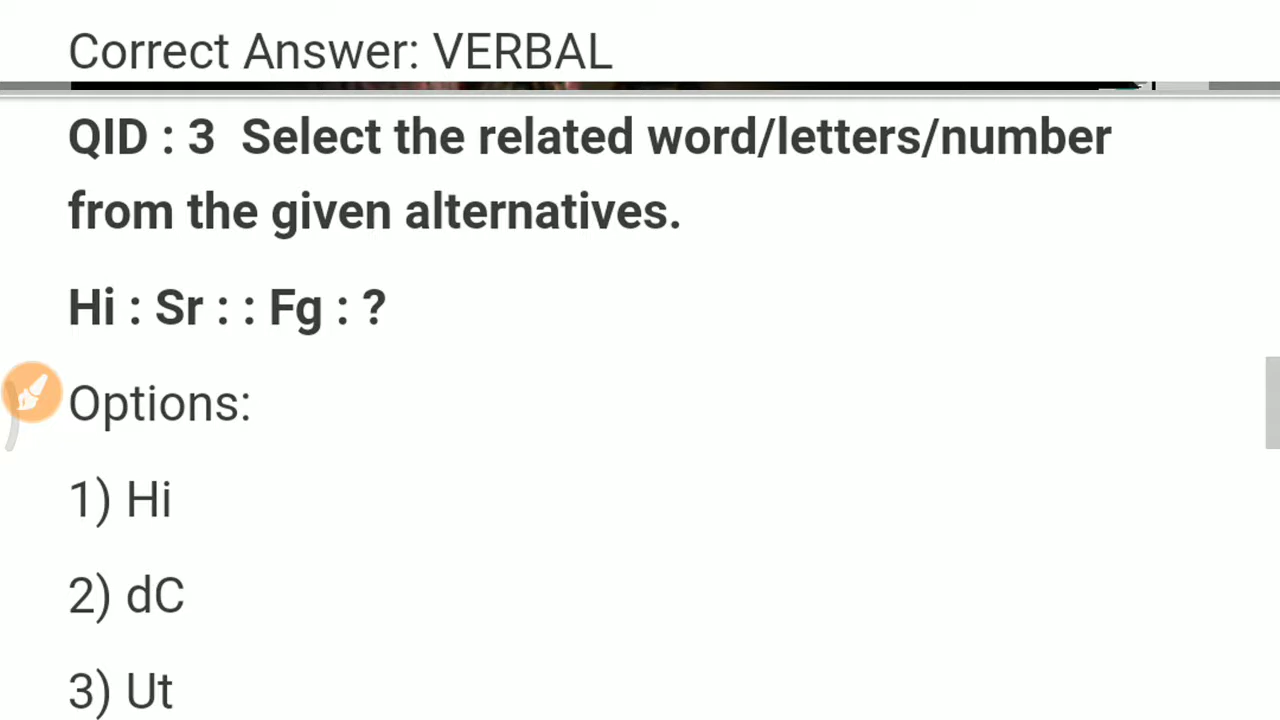 Correct Answer: VERBAL
QID : 3  Select the related word/letters/number
from the given alternatives.
Hi : Sr : : Fg : ?
Options:
1) Hi
2) dC
3) Ut